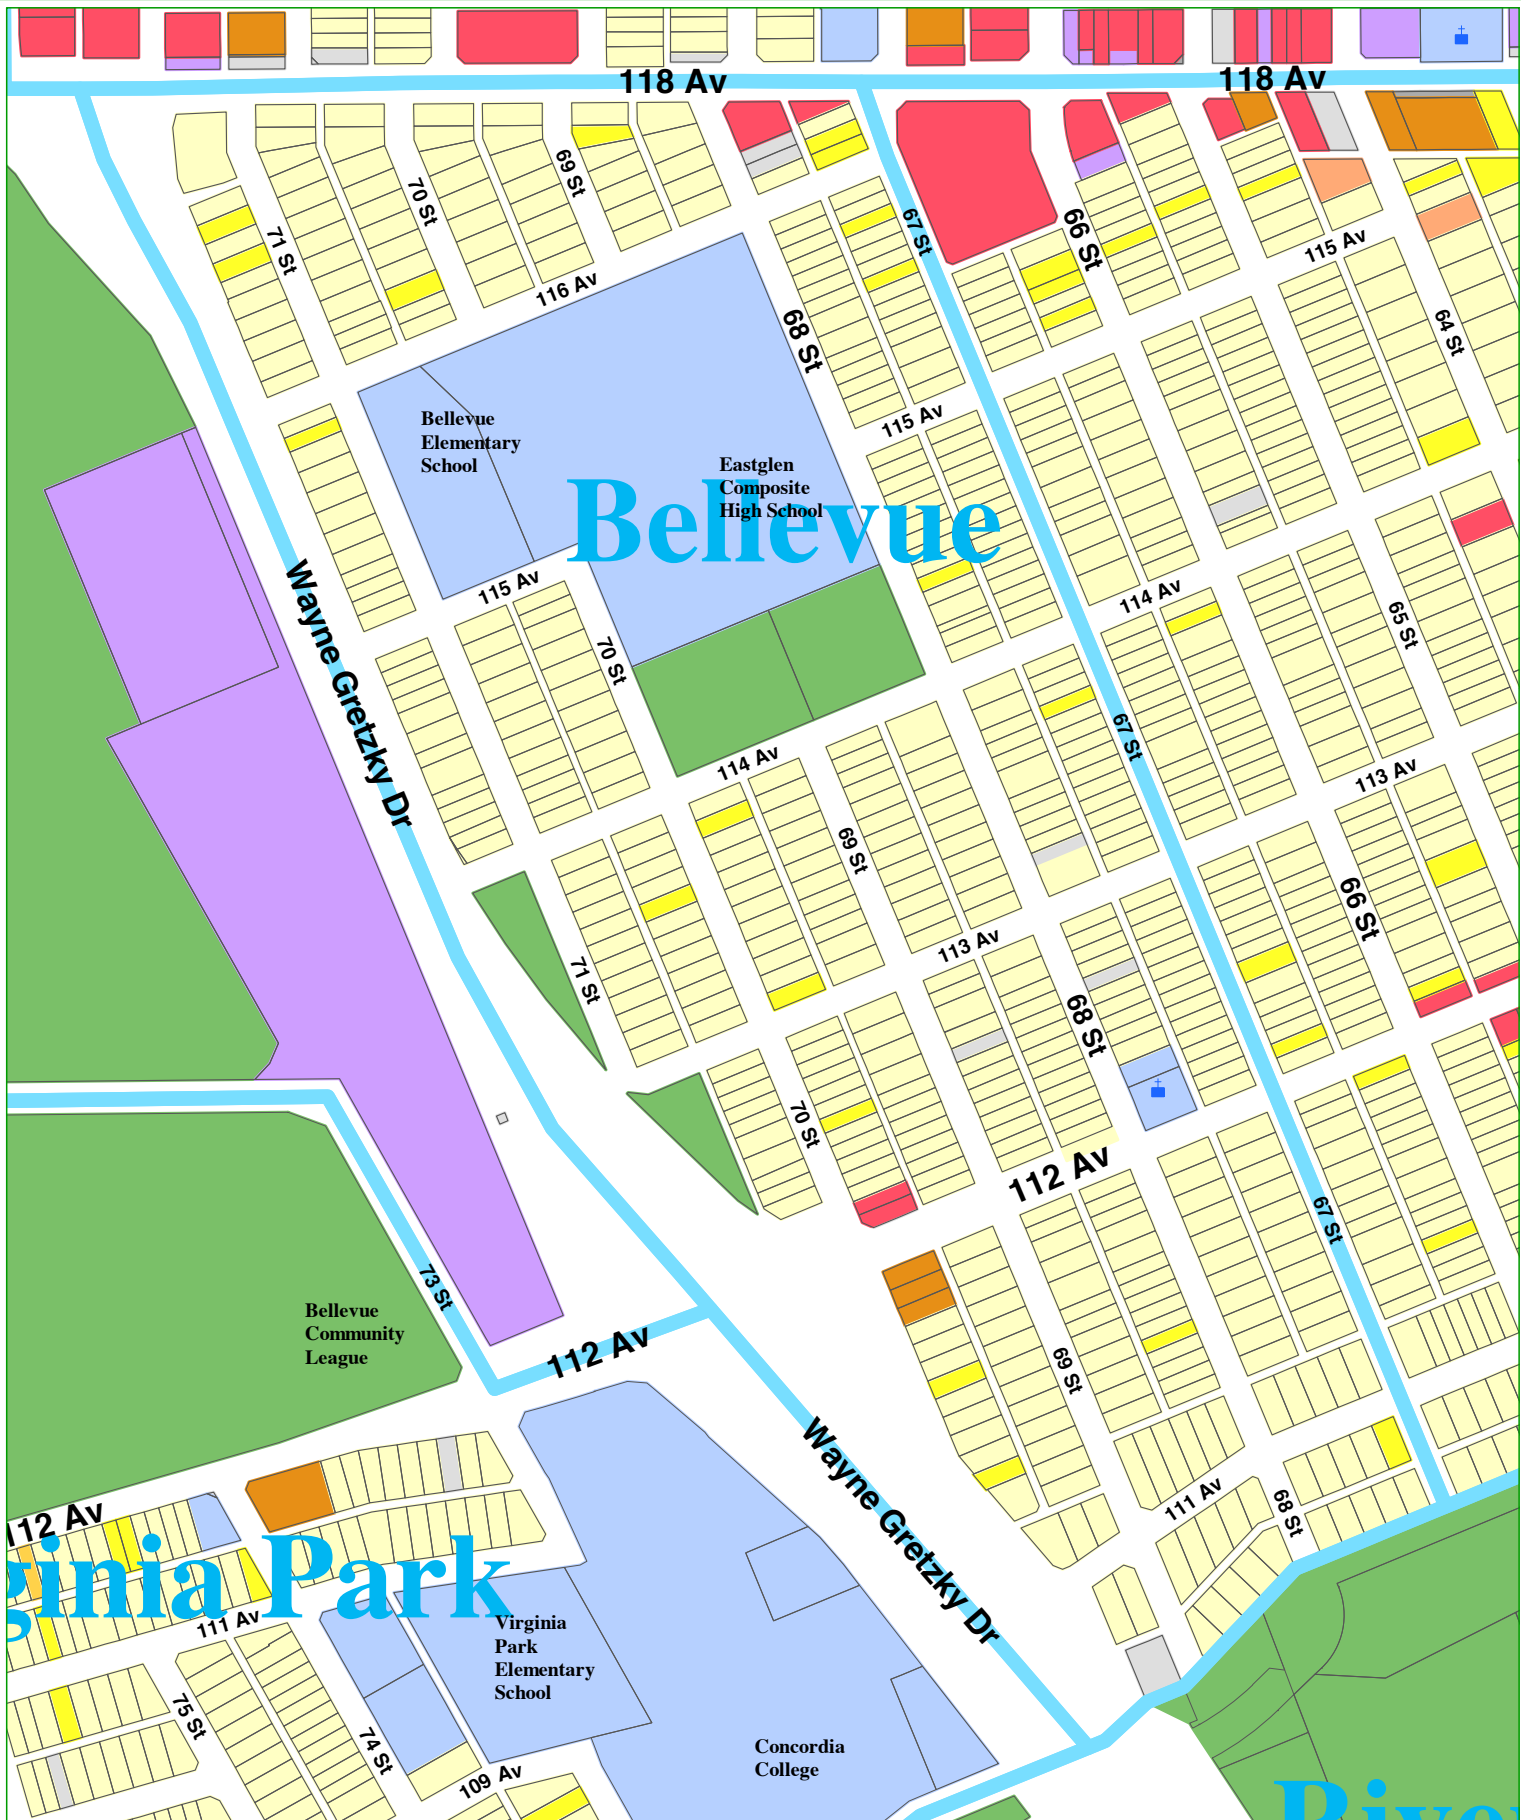 118 Av
118 Av
69 St
70 St
71 St
67 St
66 St
115 Av
64 St
116 Av
68 St
Bellevue
Elementary
School
115 Av
Eastglen
Composite
High School
Bellevue
Wayne Gretzky Dr
115 Av
114 Av
65 St
70 St
67 St
114 Av
113 Av
69 St
66 St
113 Av
71 St
68 St
70 St
112 Av
67 St
73 St
Bellevue
Community
League
112 Av
69 St
Wayne Gretzky Dr
111 Av
68 St
112 Av
ginia Park
111 Av
Virginia
Park
Elementary
School
75 St
74 St
Concordia
College
109 Av